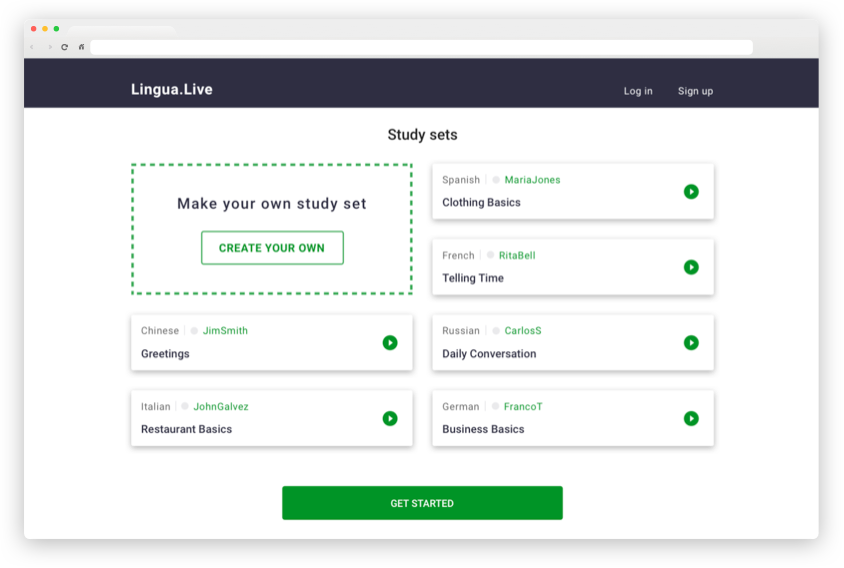 Lingua.Live
Log in
Sign up
Study sets
Make your own study set
CREATE YOUR OWN
Spanish MariaJones
Clothing Basics
French RitaBell
Telling Time
Chinese JimSmith
Greetings
Russian CarlosS
Daily Conversation
Italian JohnGalvez
Restaurant Basics
German FrancoT
Business Basics
GET STARTED